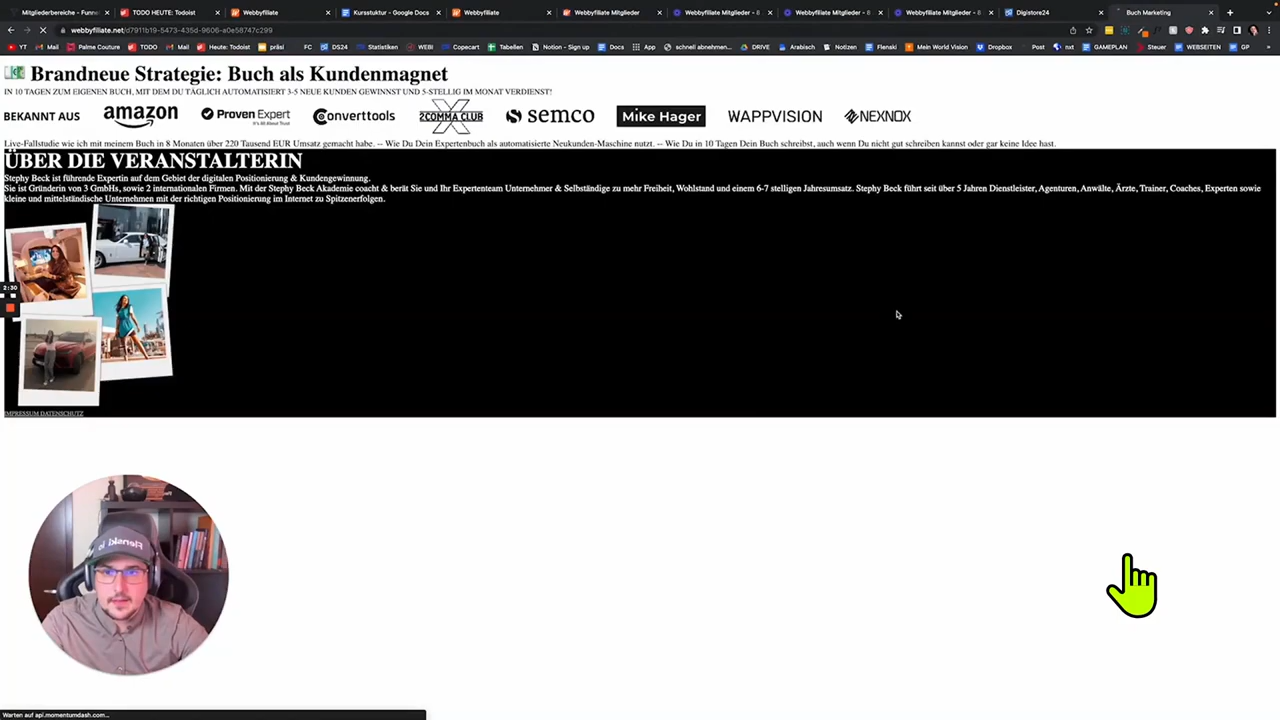 Mitgliederbereiche - Funne
TODO HEUTE: Todoist
Webbyfiliate
Kursstuktur - Google Docs
Webbyfiliate
Webbyfiliate Mitglieder
Webbyfiliate Mitglieder - 8
Webbyfiliate Mitglieder - 8
Webbyfiliate Mitglieder - 8
Digistore24
Buch Marketing
webbyfiliate.net/d7911b19-5473-435d-9606-a0e58747c299
YT
Mail
Palme Couture
TODO
Mail
Heute: Todoist
präsi
FC
DS24
Statistiken
WEBI
Copecart
Tabellen
Notion – Sign up
Docs
App
schnell abnehmen...
DRIVE
Arabisch
Notizen
Flenski
Mein World Vision
Dropbox
Post
nxt
GAMEPLAN
Steuer
WEBSEITEN
GP
Brandneue Strategie: Buch als Kundenmagnet
IN 10 TAGEN ZUM EIGENEN BUCH, MIT DEM DU TÄGLICH AUTOMATISIERT 3-5 NEUE KUNDEN GEWINNST UND 5-STELLIG IM MONAT VERDIENST!
BEKANNT AUS
amazon
Proven Expert
It's All About Trust
Converttools
2COMMA CLUB
X
semco
Mike Hager
WAPPVISION
NEXNOX
Live-Fallstudie wie ich mit meinem Buch in 8 Monaten über 220 Tausend EUR Umsatz gemacht habe. -- Wie Du Dein Expertenbuch als automatisierte Neukunden-Maschine nutzt. -- Wie Du in 10 Tagen Dein Buch schreibst, auch wenn Du nicht gut schreiben kannst oder gar keine Idee hast.
ÜBER DIE VERANSTALTERIN
Stephy Beck ist führende Expertin auf dem Gebiet der digitalen Positionierung & Kundengewinnung.
Sie ist Gründerin von 3 GmbHs, sowie 2 internationalen Firmen. Mit der Stephy Beck Akademie coacht & berät Sie und Ihr Expertenteam Unternehmer & Selbständige zu mehr Freiheit, Wohlstand und einem 6-7 stelligen Jahresumsatz. Stephy Beck führt seit über 5 Jahren Dienstleister, Agenturen, Anwälte, Ärzte, Trainer, Coaches, Experten sowie
kleine und mittelständische Unternehmen mit der richtigen Positionierung im Internet zu Spitzenerfolgen.
2:30
IMPRESSUM DATENSCHUTZ
Flenski io
Warten auf api.momentumdash.com...